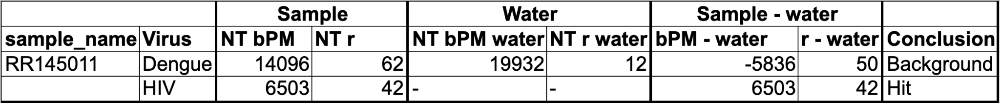 Sample Water Sample - water
sample_name Virus NT bPM NT r NT bPM water NT r water bPM - water r - water Conclusion
RR145011 Dengue 14096 62 19932 12 -5836 50 Background
HIV 6503 42 - - 6503 42 Hit